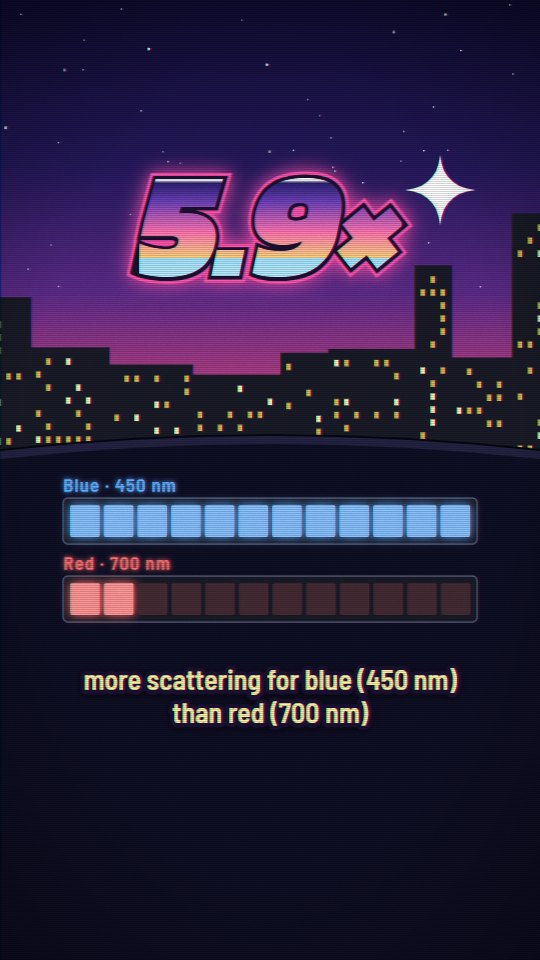 5.9×
Blue · 450 nm
Red · 700 nm
more scattering for blue (450 nm)
than red (700 nm)